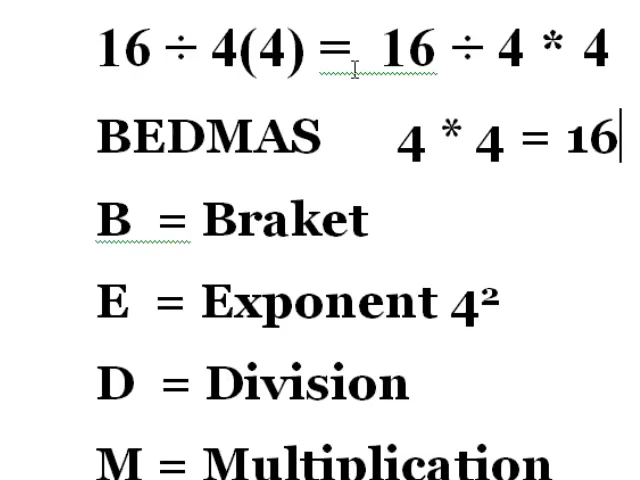 16 ÷ 4(4) = 16 ÷ 4 * 4
BEDMAS 4 * 4 = 16
B = Braket
E = Exponent 4²
D = Division
M = Multiplication